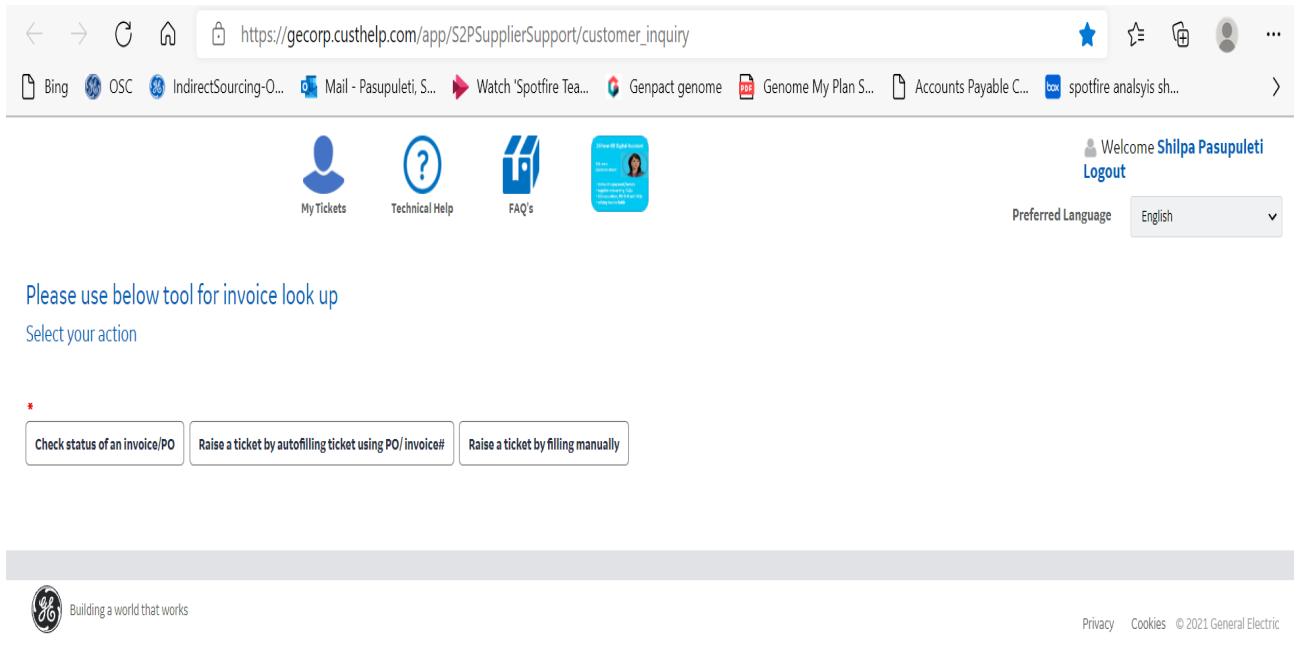 https://gecorp.custhelp.com/app/S2PSupplierSupport/customer_inquiry
Bing OSC IndirectSourcing-O... Mail - Pasupuleti, S... Watch 'Spotfire Tea... Genpact genome Genome My Plan S... Accounts Payable C... spotfire analsyis sh...
Welcome Shilpa Pasupuleti
Logout
My Tickets Technical Help FAQ's
Preferred Language English
Please use below tool for invoice look up
Select your action
*
Check status of an invoice/PO Raise a ticket by autofilling ticket using PO/ invoice# Raise a ticket by filling manually
Building a world that works
Privacy Cookies © 2021 General Electric